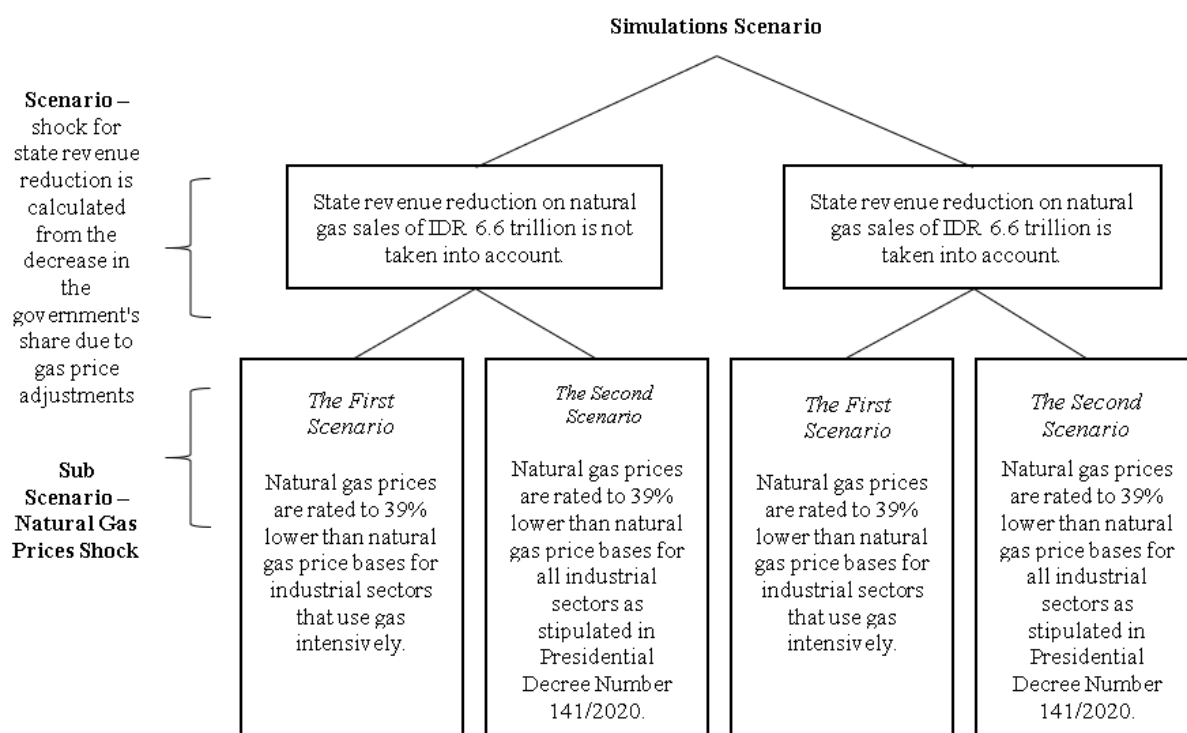 Simulations Scenario
Scenario –
shock for
state revenue
reduction is
calculated
from the
decrease in
the
government's
share due to
gas price
adjustments
State revenue reduction on natural
gas sales of IDR 6.6 trillion is not
taken into account.
State revenue reduction on natural
gas sales of IDR 6.6 trillion is
taken into account.
Sub
Scenario –
Natural Gas
Prices Shock
The First
Scenario
Natural gas prices
are rated to 39%
lower than natural
gas price bases for
industrial sectors
that use gas
intensively.
The Second
Scenario
Natural gas prices
are rated to 39%
lower than natural
gas price bases for
all industrial
sectors as
stipulated in
Presidential
Decree Number
141/2020.
The First
Scenario
Natural gas prices
are rated to 39%
lower than natural
gas price bases for
industrial sectors
that use gas
intensively.
The Second
Scenario
Natural gas prices
are rated to 39%
lower than natural
gas price bases for
all industrial
sectors as
stipulated in
Presidential
Decree Number
141/2020.